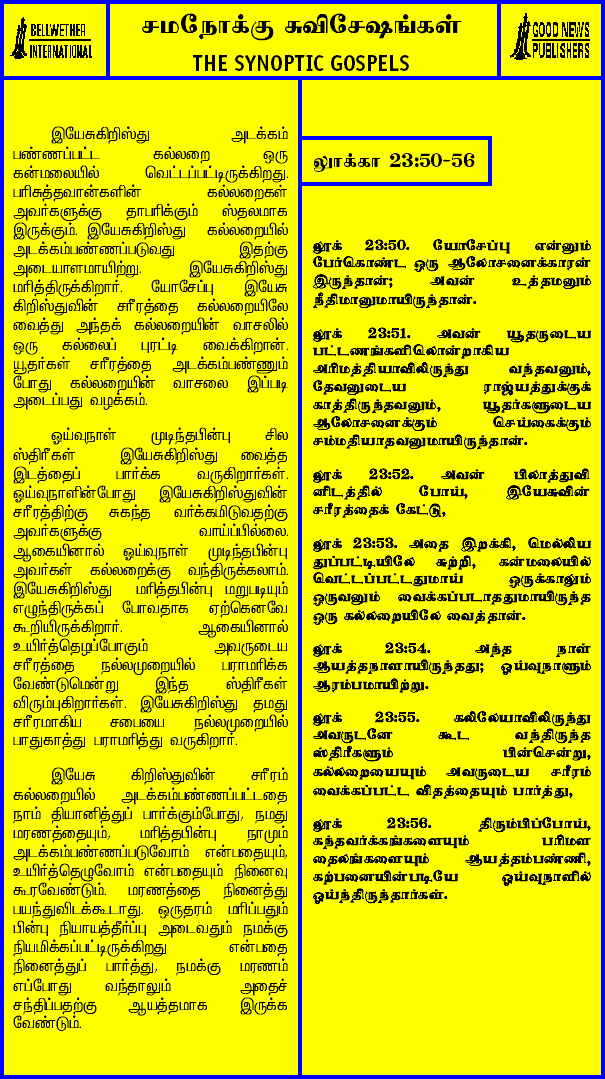 BELLWETHER
INTERNATIONAL
சமநோக்கு சுவிசேஷங்கள்
THE SYNOPTIC GOSPELS
GOOD NEWS
PUBLISHERS
இயேசுகிறிஸ்து அடக்கம்
பண்ணப்பட்ட கல்லறை ஒரு
கன்மலையில் வெட்டப்பட்டிருக்கிறது.
பரிசுத்தவான்களின் கல்லறைகள்
அவர்களுக்கு தாபரிக்கும் ஸ்தலமாக
இருக்கும். இயேசுகிறிஸ்து கல்லறையில்
அடக்கம்பண்ணப்படுவது இதற்கு
அடையாளமாயிற்று. இயேசுகிறிஸ்து
மரித்திருக்கிறார். யோசேப்பு இயேசு
கிறிஸ்துவின் சரீரத்தை கல்லறையிலே
வைத்து அந்தக் கல்லறையின் வாசலில்
ஒரு கல்லைப் புரட்டி வைக்கிறான்.
யூதர்கள் சரீரத்தை அடக்கம்பண்ணும்
போது கல்லறையின் வாசலை இப்படி
அடைப்பது வழக்கம்.
ஓய்வுநாள் முடிந்தபின்பு சில
ஸ்திரீகள் இயேசுகிறிஸ்து வைத்த
இடத்தைப் பார்க்க வருகிறார்கள்.
ஓய்வுநாளின்போது இயேசுகிறிஸ்துவின்
சரீரத்திற்கு சுகந்த வர்க்கமிடுவதற்கு
அவர்களுக்கு வாய்ப்பில்லை.
ஆகையினால் ஓய்வுநாள் முடிந்தபின்பு
அவர்கள் கல்லறைக்கு வந்திருக்கலாம்.
இயேசுகிறிஸ்து மரித்தபின்பு மறுபடியும்
எழுந்திருக்கப் போவதாக ஏற்கெனவே
கூறியிருக்கிறார். ஆகையினால்
உயிர்த்தெழப்போகும் அவருடைய
சரீரத்தை நல்லமுறையில் பராமரிக்க
வேண்டுமென்று இந்த ஸ்திரீகள்
விரும்புகிறார்கள். இயேசுகிறிஸ்து தமது
சரீரமாகிய சபையை நல்லமுறையில்
பாதுகாத்து பராமரித்து வருகிறார்.
இயேசு கிறிஸ்துவின் சரீரம்
கல்லறையில் அடக்கம்பண்ணப்பட்டதை
நாம் தியானித்துப் பார்க்கும்போது, நமது
மரணத்தையும், மரித்தபின்பு நாமும்
அடக்கம்பண்ணப்படுவோம் என்பதையும்,
உயிர்த்தெழுவோம் என்பதையும் நினைவு
கூரவேண்டும். மரணத்தை நினைத்து
பயந்துவிடக்கூடாது. ஒருதரம் மரிப்பதும்
பின்பு நியாயத்தீர்ப்பு அடைவதும் நமக்கு
நியமிக்கப்பட்டிருக்கிறது என்பதை
நினைத்துப் பார்த்து, நமக்கு மரணம்
எப்போது வந்தாலும் அதைச்
சந்திப்பதற்கு ஆயத்தமாக இருக்க
வேண்டும்.
லூக்கா 23:50-56
லூக் 23:50. யோசேப்பு என்னும்
பேர்கொண்ட ஒரு ஆலோசனைக்காரன்
இருந்தான்; அவன் உத்தமனும்
நீதிமானுமாயிருந்தான்.
லூக் 23:51. அவன் யூதருடைய
பட்டணங்களிலொன்றாகிய
அரிமத்தியாவிலிருந்து வந்தவனும்,
தேவனுடைய ராஜ்யத்துக்குக்
காத்திருந்தவனும், யூதர்களுடைய
ஆலோசனைக்கும் செய்கைக்கும்
சம்மதியாதவனுமாயிருந்தான்.
லூக் 23:52. அவன் பிலாத்துவி
னிடத்தில் போய், இயேசுவின்
சரீரத்தைக் கேட்டு,
லூக் 23:53. அதை இறக்கி, மெல்லிய
துப்பட்டியிலே சுற்றி, கன்மலையில்
வெட்டப்பட்டதுமாய் ஒருக்காலும்
ஒருவனும் வைக்கப்படாததுமாயிருந்த
ஒரு கல்லறையிலே வைத்தான்.
லூக் 23:54. அந்த நாள்
ஆயத்தநாளாயிருந்தது; ஓய்வுநாளும்
ஆரம்பமாயிற்று.
லூக் 23:55. கலிலேயாவிலிருந்து
அவருடனே கூட வந்திருந்த
ஸ்திரீகளும் பின்சென்று,
கல்லறையையும் அவருடைய சரீரம்
வைக்கப்பட்ட விதத்தையும் பார்த்து,
லூக் 23:56. திரும்பிப்போய்,
கந்தவர்க்கங்களையும் பரிமள
தைலங்களையும் ஆயத்தம்பண்ணி,
கற்பனையின்படியே ஓய்வுநாளில்
ஓய்ந்திருந்தார்கள்.